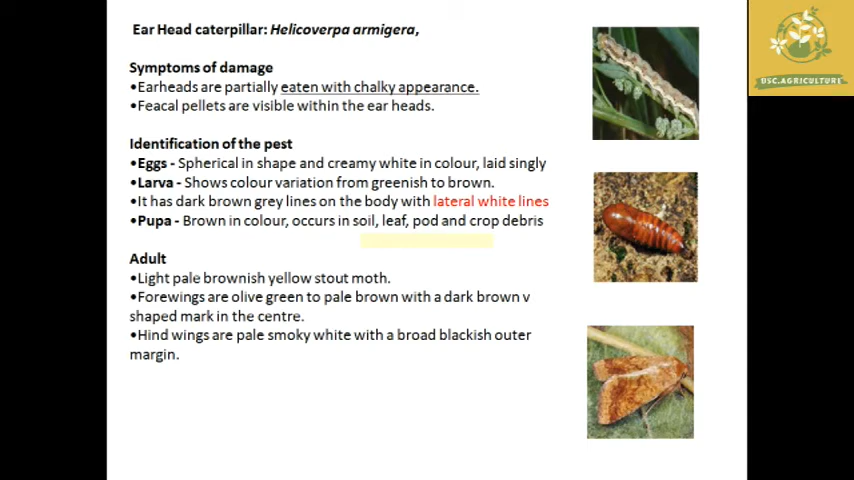 Ear Head caterpillar: Helicoverpa armigera,
Symptoms of damage
•Earheads are partially eaten with chalky appearance.
•Feacal pellets are visible within the ear heads.
Identification of the pest
•Eggs - Spherical in shape and creamy white in colour, laid singly
•Larva - Shows colour variation from greenish to brown.
•It has dark brown grey lines on the body with lateral white lines
•Pupa - Brown in colour, occurs in soil, leaf, pod and crop debris
Adult
•Light pale brownish yellow stout moth.
•Forewings are olive green to pale brown with a dark brown v
shaped mark in the centre.
•Hind wings are pale smoky white with a broad blackish outer
margin.
BSC.AGRICULTURE